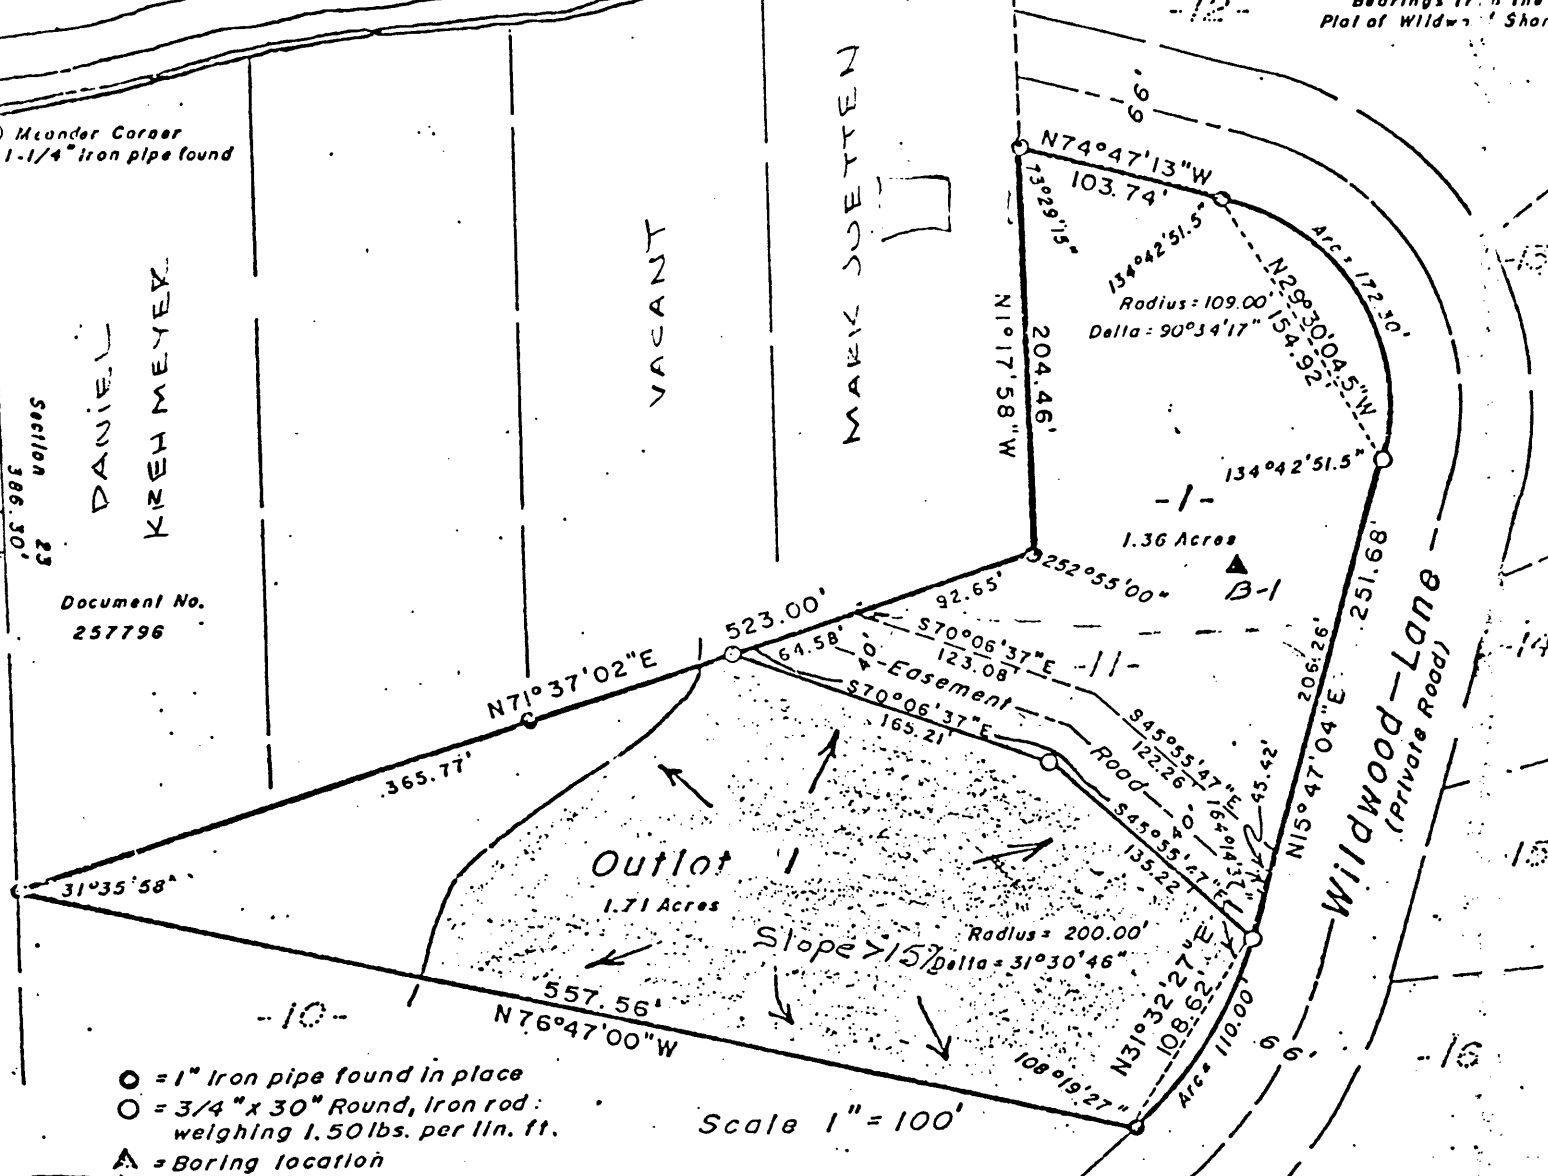 -12-
Plat of
66'
Meander Corner
1-1/4" iron pipe found
N74°47'13"W
103.74'
73°29'15"
134°42'51.5"
Arc= 172.30'
-13-
Radius=109.00'
Delta=90°34'17"
N29°30'04.5"W
154.92'
DANIEL
KREHMEYER
VACANT
MARK JUETTEN
N1°17'58"W
204.46'
134°42'51.5"
-1-
1.36 Acres
B-1
Section 23
386.30'
Document No.
257796
252°55'00"
92.65'
523.00'
64.58'
40'
N71°37'02"E
365.77'
S70°06'37"E
123.08'
-11-
Easement
Road
S70°06'37"E
165.21'
S45°55'47"E
122.26'
40'
S45°55'47"E
135.22'
45.42'
206.26'
251.68'
N15°47'04"E
Wildwood-Lane
(Private Road)
-14-
-15-
31°35'58"
Outlot 1
1.71 Acres
Slope >15%
Radius= 200.00'
Delta=31°30'46"
557.56'
N76°47'00"W
-10-
N31°32'27"E
108.62'
Arc= 110.00'
108°19'27"
66'
-16-
= 1" Iron pipe found in place
= 3/4" x 30" Round, iron rod
weighing 1.50 lbs. per lin. ft.
= Boring location
Scale 1"=100'